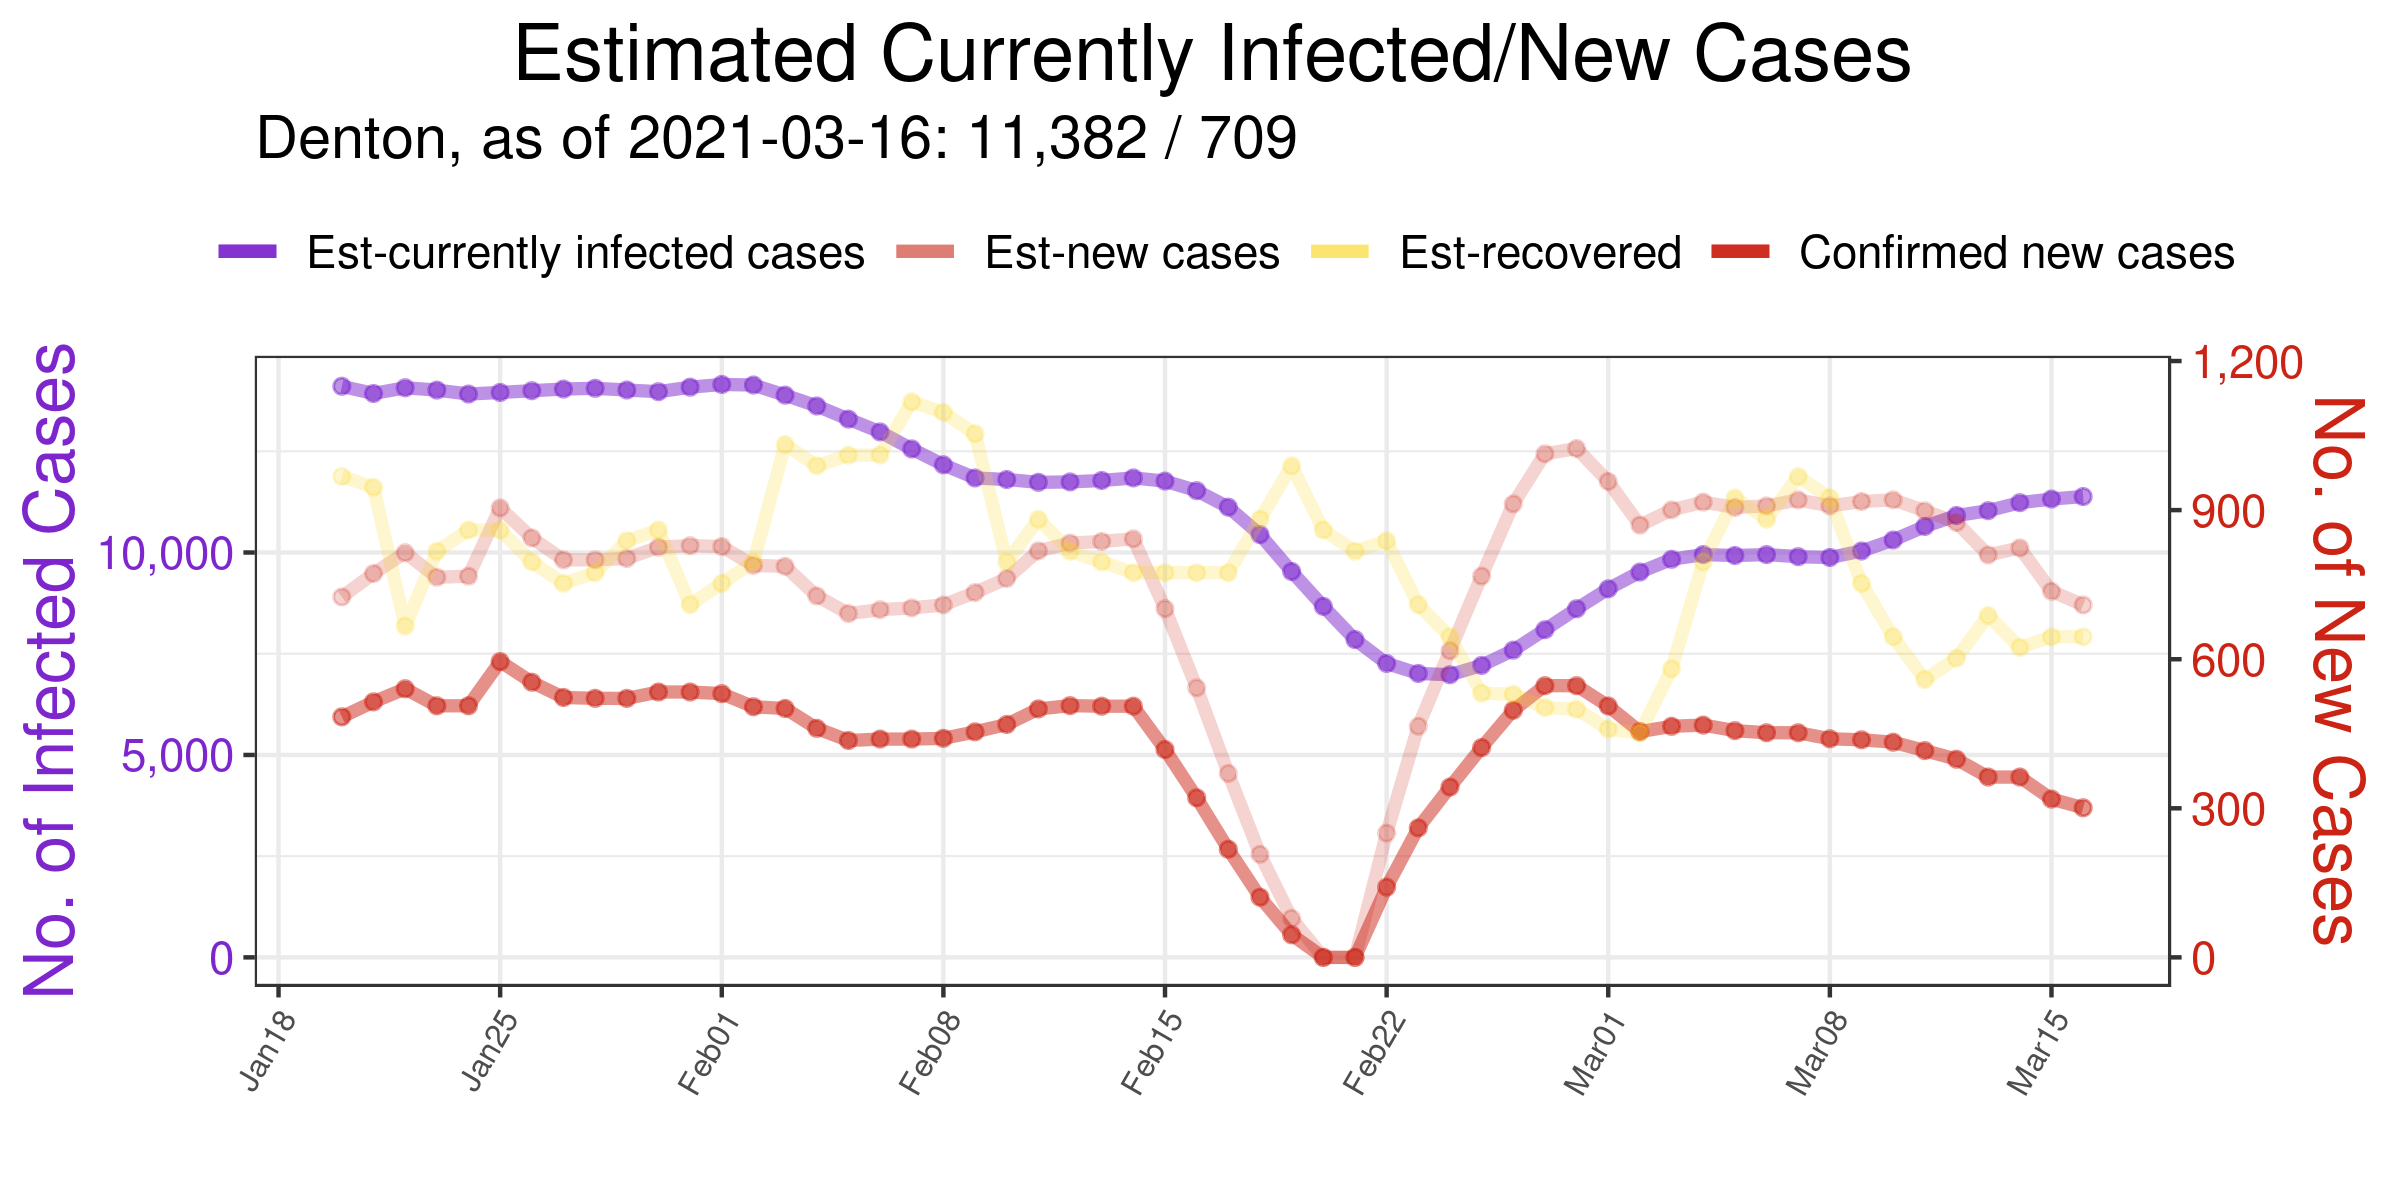 Estimated Currently Infected/New Cases
Denton, as of 2021-03-16: 11,382 / 709
Est-currently infected cases
Est-new cases
Est-recovered
Confirmed new cases
No. of Infected Cases
10,000
5,000
0
1,200
900
600
300
0
No. of New Cases
Jan18
Jan25
Feb01
Feb08
Feb15
Feb22
Mar01
Mar08
Mar15